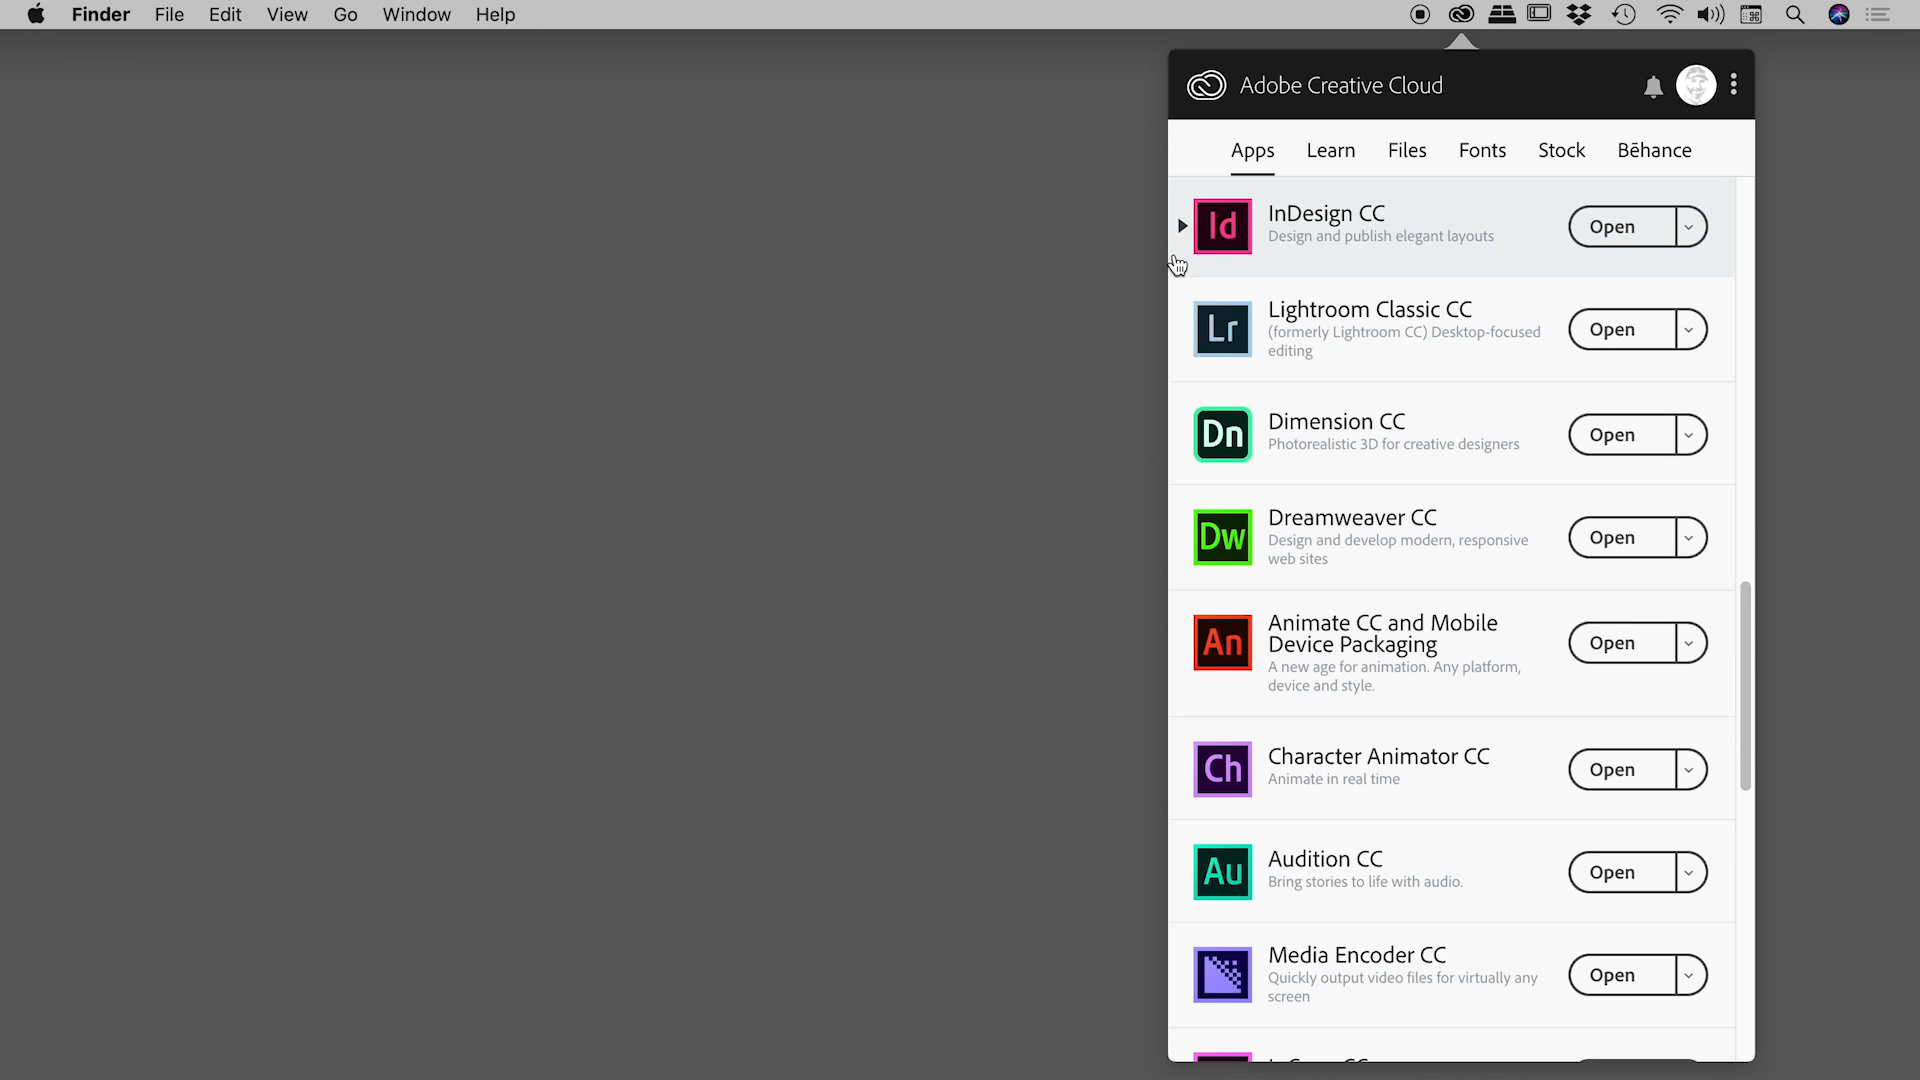 Finder File Edit View Go Window Help
Adobe Creative Cloud
Apps Learn Files Fonts Stock Bēhance
Id
InDesign CC
Design and publish elegant layouts
Open
Lr
Lightroom Classic CC
(formerly Lightroom CC) Desktop-focused
editing
Open
Dn
Dimension CC
Photorealistic 3D for creative designers
Open
Dw
Dreamweaver CC
Design and develop modern, responsive
web sites
Open
An
Animate CC and Mobile
Device Packaging
A new age for animation. Any platform,
device and style.
Open
Ch
Character Animator CC
Animate in real time
Open
Au
Audition CC
Bring stories to life with audio.
Open
Media Encoder CC
Quickly output video files for virtually any
screen
Open